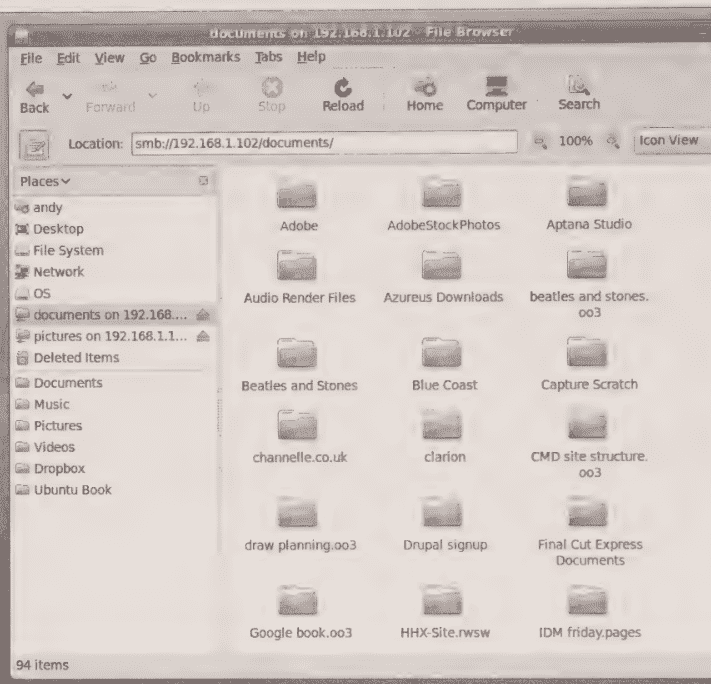 documents on 192.168.1.102 - File Browser
File Edit View Go Bookmarks Tabs Help
Back Forward Up Stop Reload Home Computer Search
Location: smb://192.168.1.102/documents/ 100% Icon View
Places
andy
Desktop
File System
Network
OS
documents on 192.168....
pictures on 192.168.1.1...
Deleted Items
Documents
Music
Pictures
Videos
Dropbox
Ubuntu Book
Adobe AdobeStockPhotos Aptana Studio
Audio Render Files Azureus Downloads beatles and stones.
oo3
Beatles and Stones Blue Coast Capture Scratch
channelle.co.uk clarion CMD site structure.
oo3
draw planning.oo3 Drupal signup Final Cut Express
Documents
Google book.oo3 HHX-Site.rwsw IDM friday.pages
94 items